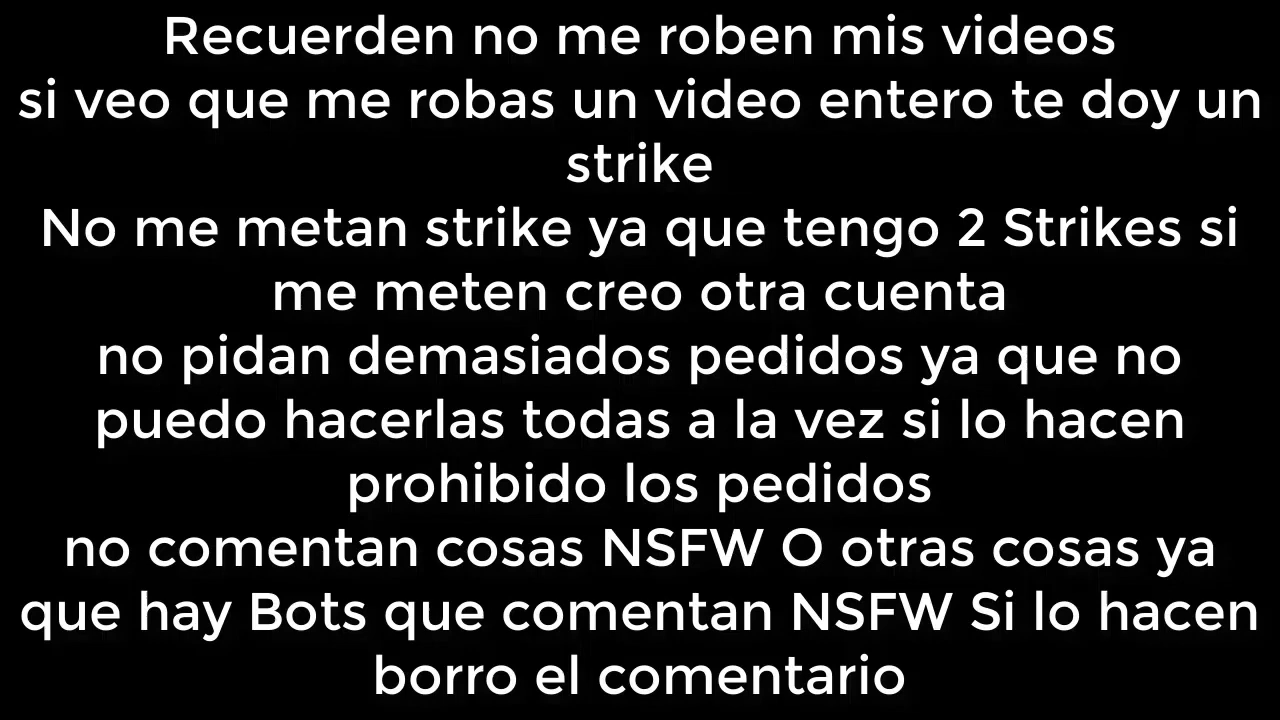 Recuerden no me roben mis videos
si veo que me robas un video entero te doy un
strike
No me metan strike ya que tengo 2 Strikes si
me meten creo otra cuenta
no pidan demasiados pedidos ya que no
puedo hacerlas todas a la vez si lo hacen
prohibido los pedidos
no comentan cosas NSFW O otras cosas ya
que hay Bots que comentan NSFW Si lo hacen
borro el comentario